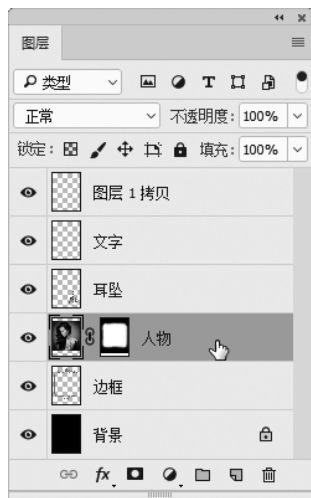 图层
类型
T
正常 不透明度: 100%
锁定: 填充: 100%
图层 1 拷贝
文字
耳坠
人物
边框
背景
fx